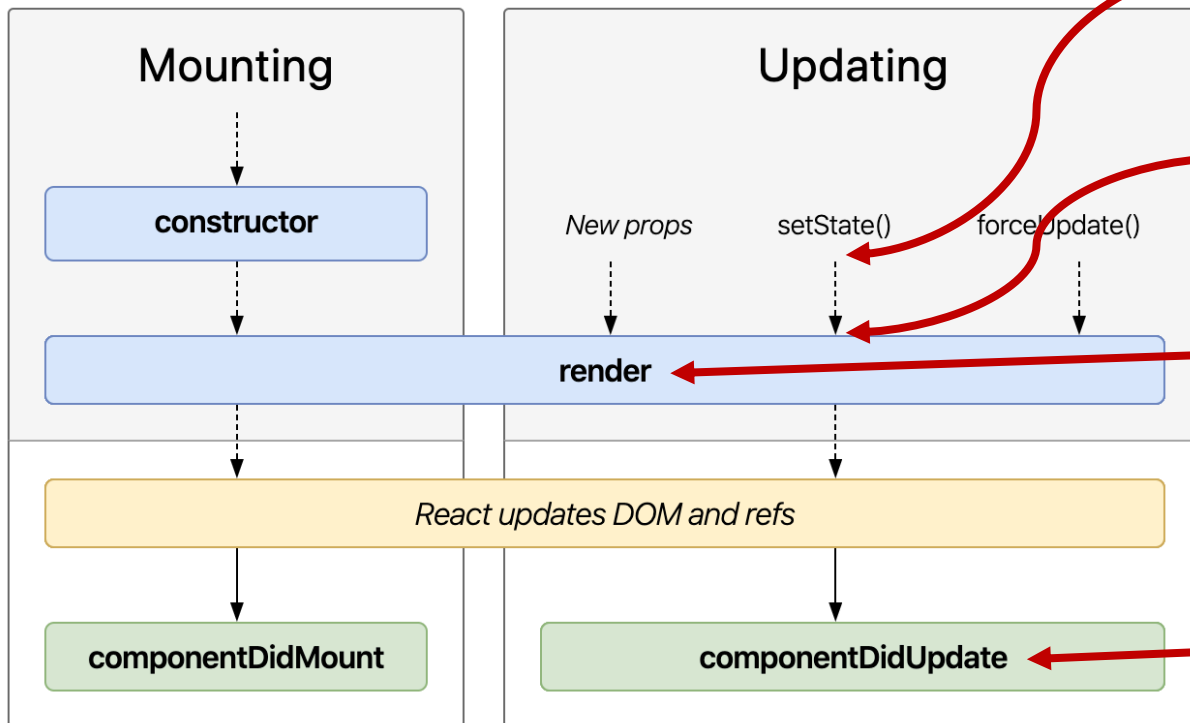 Mounting
Updating
constructor
New props
setState()
forceUpdate()
render
React updates DOM and refs
componentDidMount
componentDidUpdate